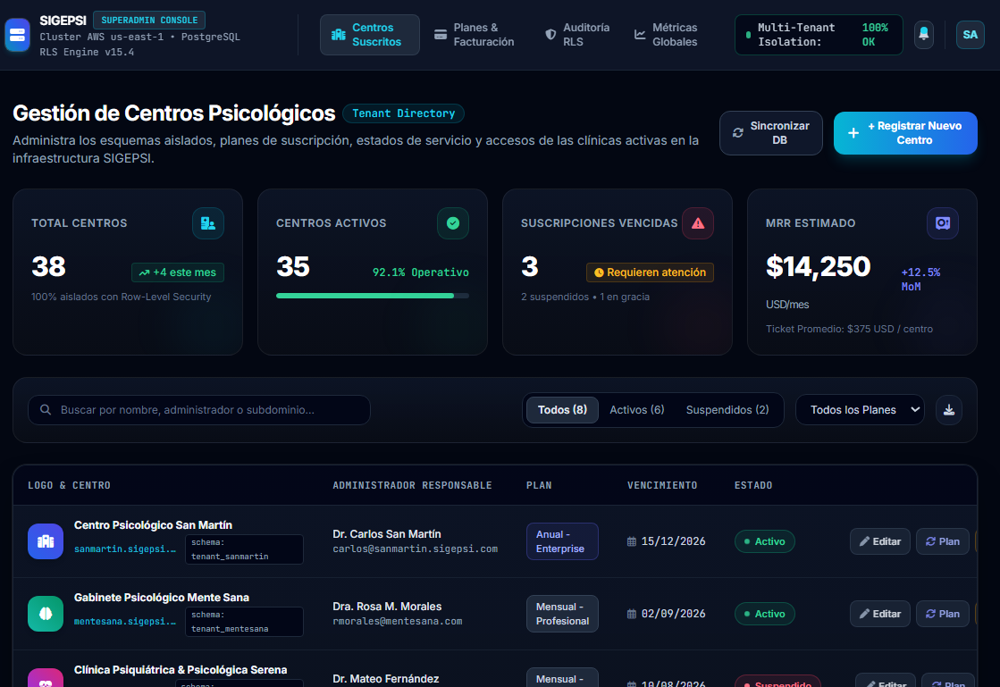 SIGEPSI SUPERADMIN CONSOLE
Cluster AWS us-east-1 • PostgreSQL
RLS Engine v15.4
Centros
Suscritos
Planes &
Facturación
Auditoría
RLS
Métricas
Globales
Multi-Tenant
Isolation:
100%
OK
SA
Gestión de Centros Psicológicos Tenant Directory
Administra los esquemas aislados, planes de suscripción, estados de servicio y accesos de las clínicas activas en la
infraestructura SIGEPSI.
Sincronizar
DB
+ Registrar Nuevo
Centro
TOTAL CENTROS
38
+4 este mes
100% aislados con Row-Level Security
CENTROS ACTIVOS
35
92.1% Operativo
SUSCRIPCIONES VENCIDAS
3
Requieren atención
2 suspendidos • 1 en gracia
MRR ESTIMADO
$14,250
+12.5%
MoM
USD/mes
Ticket Promedio: $375 USD / centro
Buscar por nombre, administrador o subdominio...
Todos (8) Activos (6) Suspendidos (2)
Todos los Planes
LOGO & CENTRO ADMINISTRADOR RESPONSABLE PLAN VENCIMIENTO ESTADO
Centro Psicológico San Martín
sanmartin.sigepsi.…
schema:
tenant_sanmartin
Dr. Carlos San Martín
carlos@sanmartin.sigepsi.com
Anual -
Enterprise
15/12/2026
Activo
Editar
Plan
Gabinete Psicológico Mente Sana
mentesana.sigepsi.…
schema:
tenant_mentesana
Dra. Rosa M. Morales
rmorales@mentesana.com
Mensual -
Profesional
02/09/2026
Activo
Editar
Plan
Clínica Psiquiátrica & Psicológica Serena
schema:
Dr. Mateo Fernández
Mensual -
10/08/2026
Suspendido
Editar
Plan